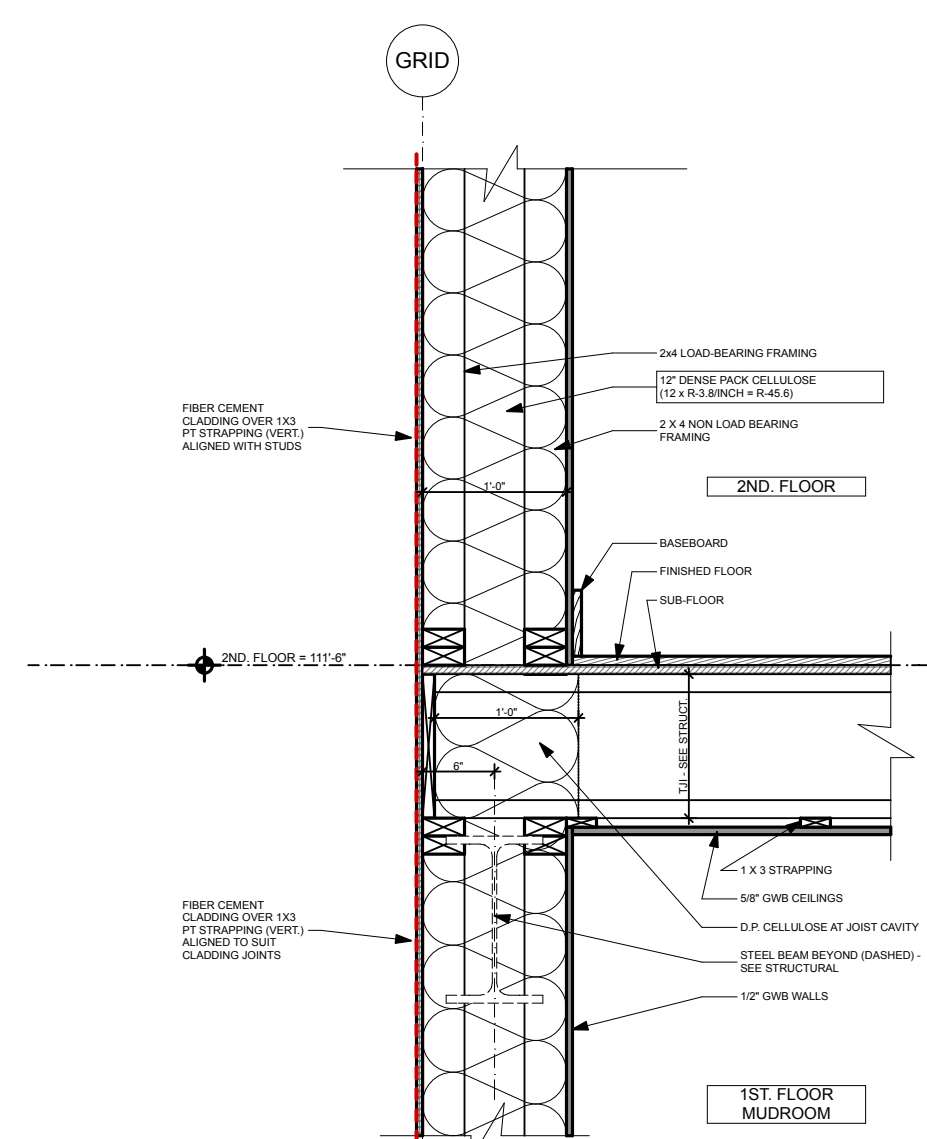 GRID
2x4 LOAD-BEARING FRAMING
12" DENSE PACK CELLULOSE
(12 x R-3.8/INCH = R-45.6)
FIBER CEMENT
CLADDING OVER 1X3
PT STRAPPING (VERT.)
ALIGNED WITH STUDS
2 X 4 NON LOAD BEARING
FRAMING
1'-0"
2ND. FLOOR
BASEBOARD
FINISHED FLOOR
SUB-FLOOR
2ND. FLOOR = 111'-6"
1'-0"
6"
TJI - SEE STRUCT.
1 X 3 STRAPPING
5/8" GWB CEILINGS
FIBER CEMENT
CLADDING OVER 1X3
PT STRAPPING (VERT.)
ALIGNED TO SUIT
CLADDING JOINTS
D.P. CELLULOSE AT JOIST CAVITY
STEEL BEAM BEYOND (DASHED) -
SEE STRUCTURAL
1/2" GWB WALLS
1ST. FLOOR
MUDROOM